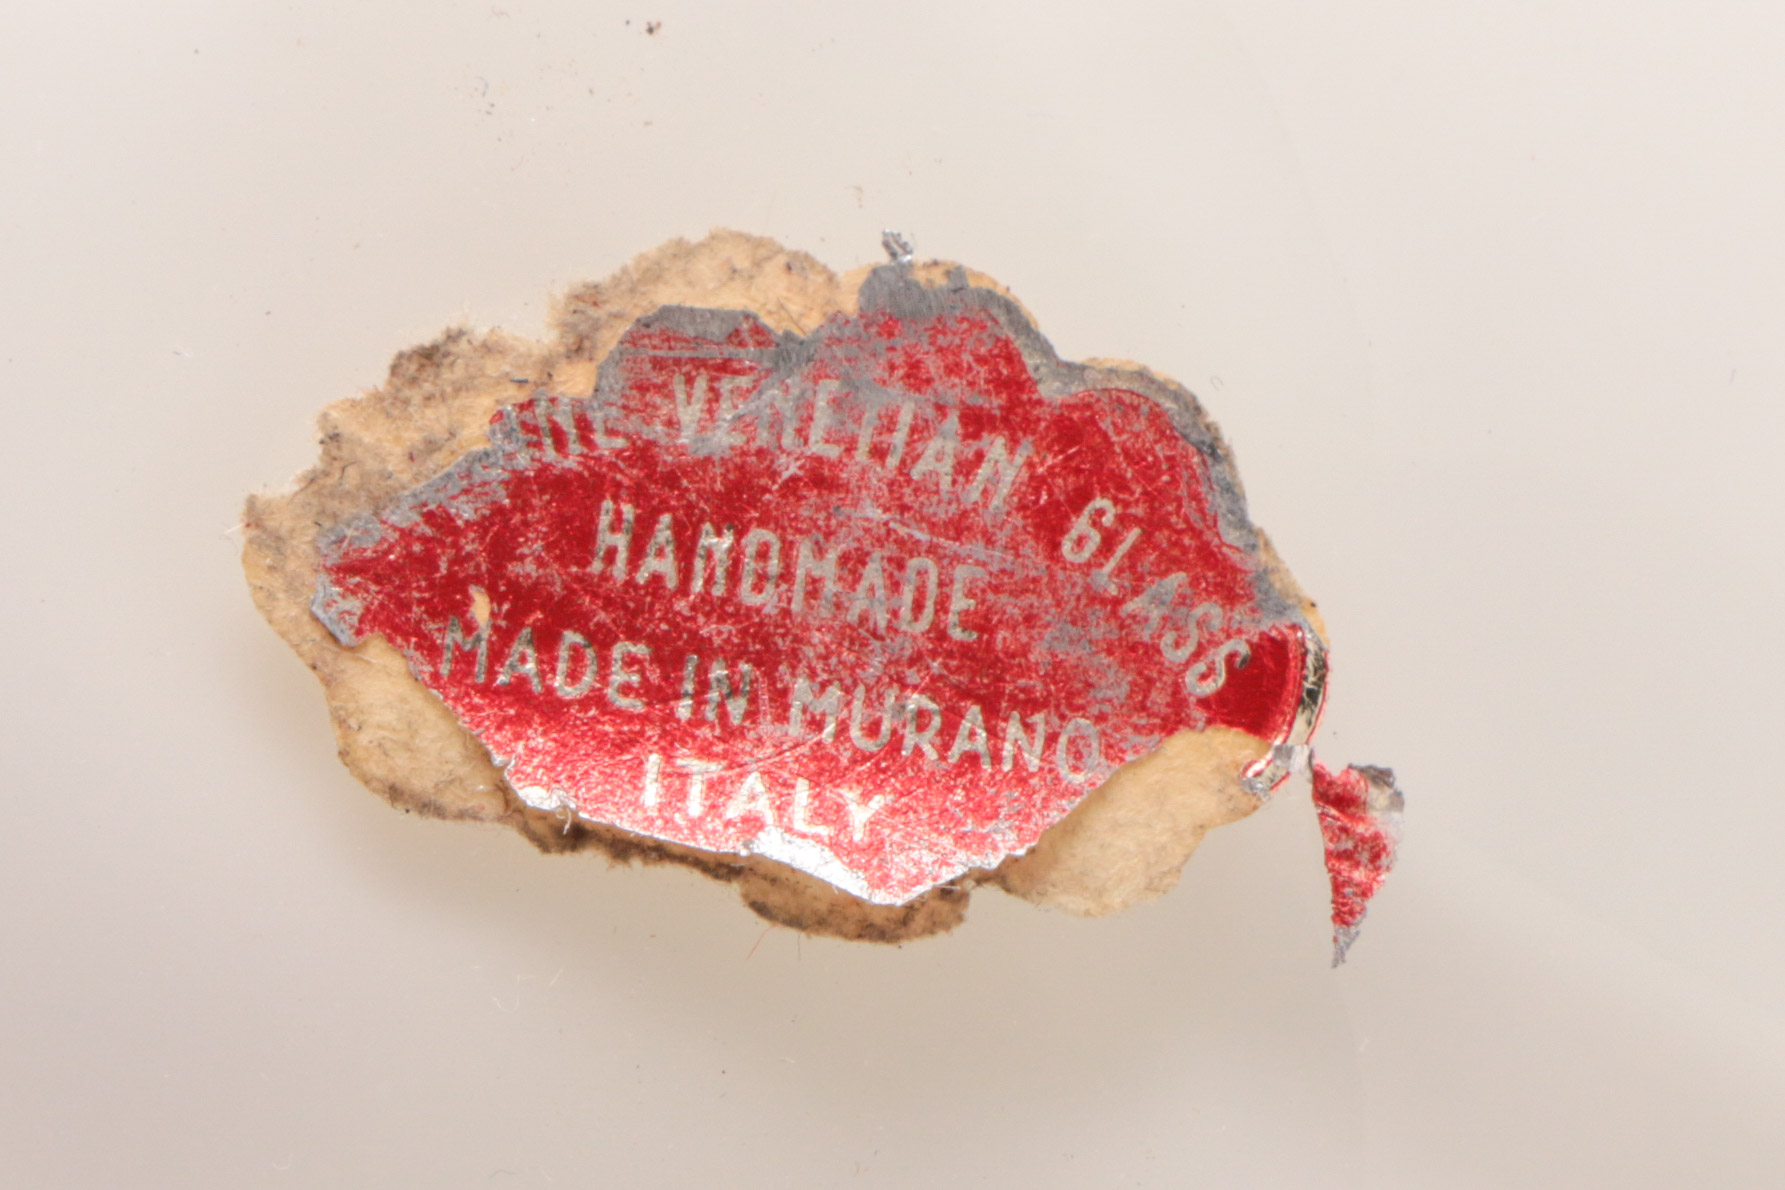 VENETIAN GLASS
HANDMADE
MADE IN MURANO
ITALY